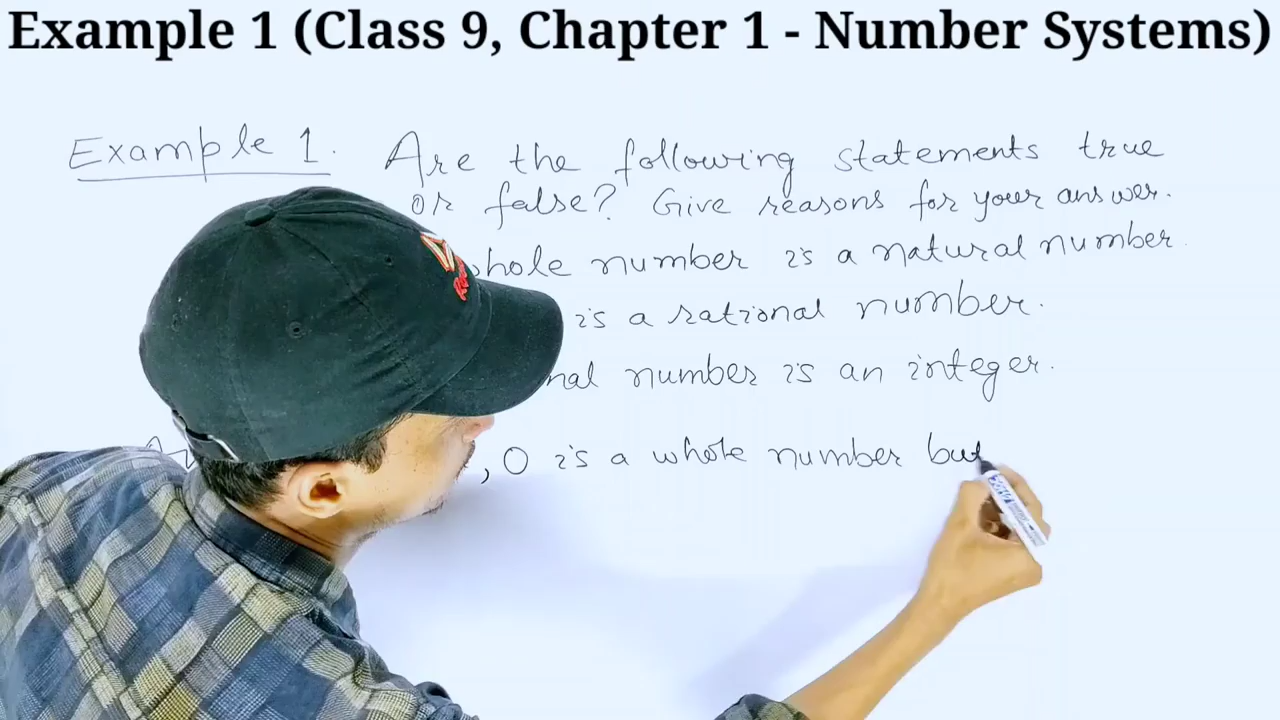 Example 1 (Class 9, Chapter 1 - Number Systems)
Example 1. Are the following statements true
or false? Give reasons for your answer.
whole number is a natural number.
is a rational number.
nal number is an integer.
, 0 is a whole number but